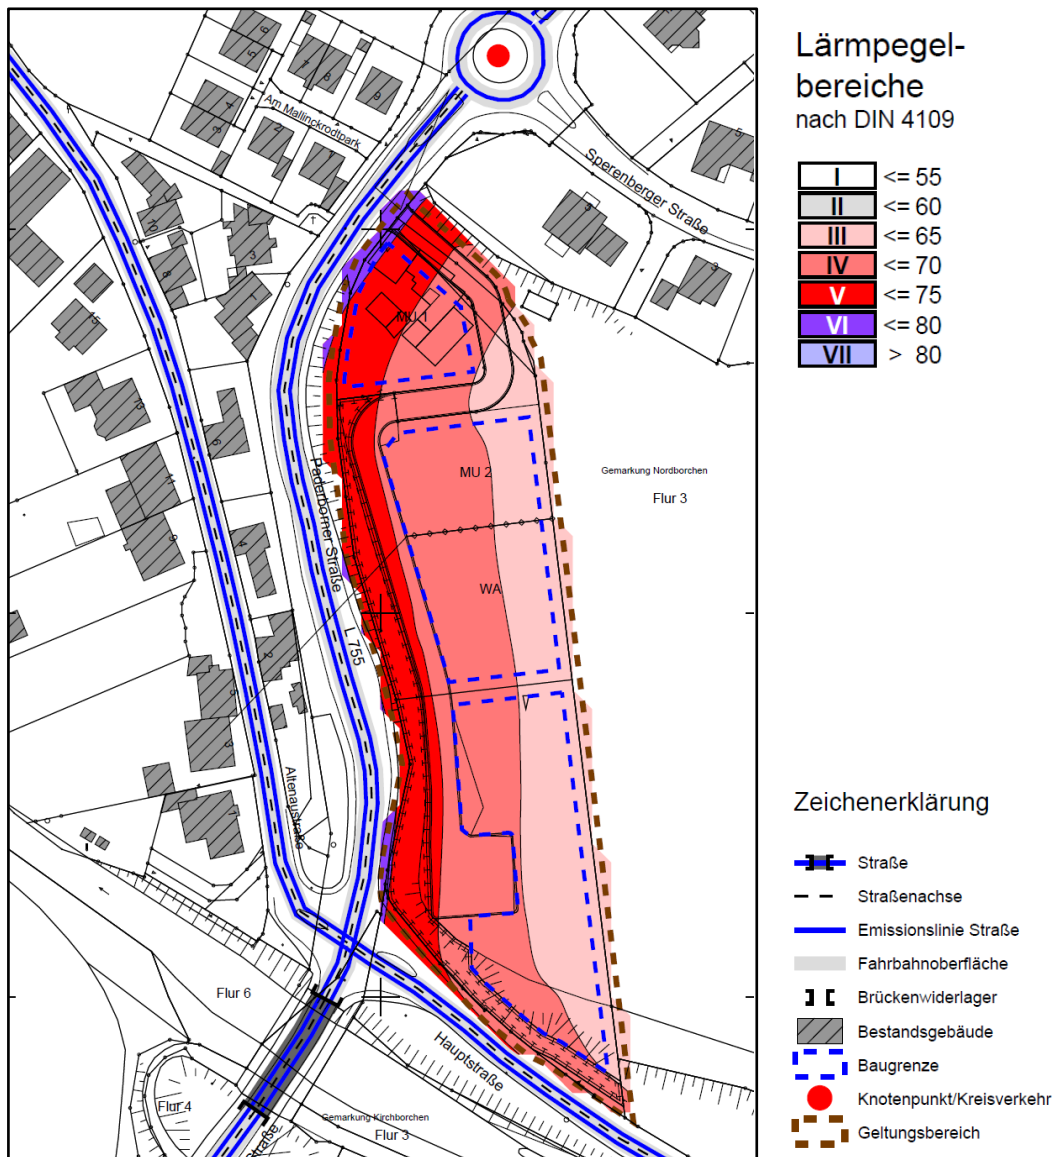 Lärmpegel-
bereiche
nach DIN 4109
I <= 55
II <= 60
III <= 65
IV <= 70
V <= 75
VI <= 80
VII > 80
Am Mallinckrodtpark
Sperenberger Straße
MU 1
MU 2
Gemarkung Nordborchen
Flur 3
Paderborner Straße
L 755
WA
Altenaustraße
Flur 6
Hauptstraße
Flur 4
Gemarkung Kirchborchen
Flur 3
Zeichenerklärung
Straße
Straßenachse
Emissionslinie Straße
Fahrbahnoberfläche
Brückenwiderlager
Bestandsgebäude
Baugrenze
Knotenpunkt/Kreisverkehr
Geltungsbereich